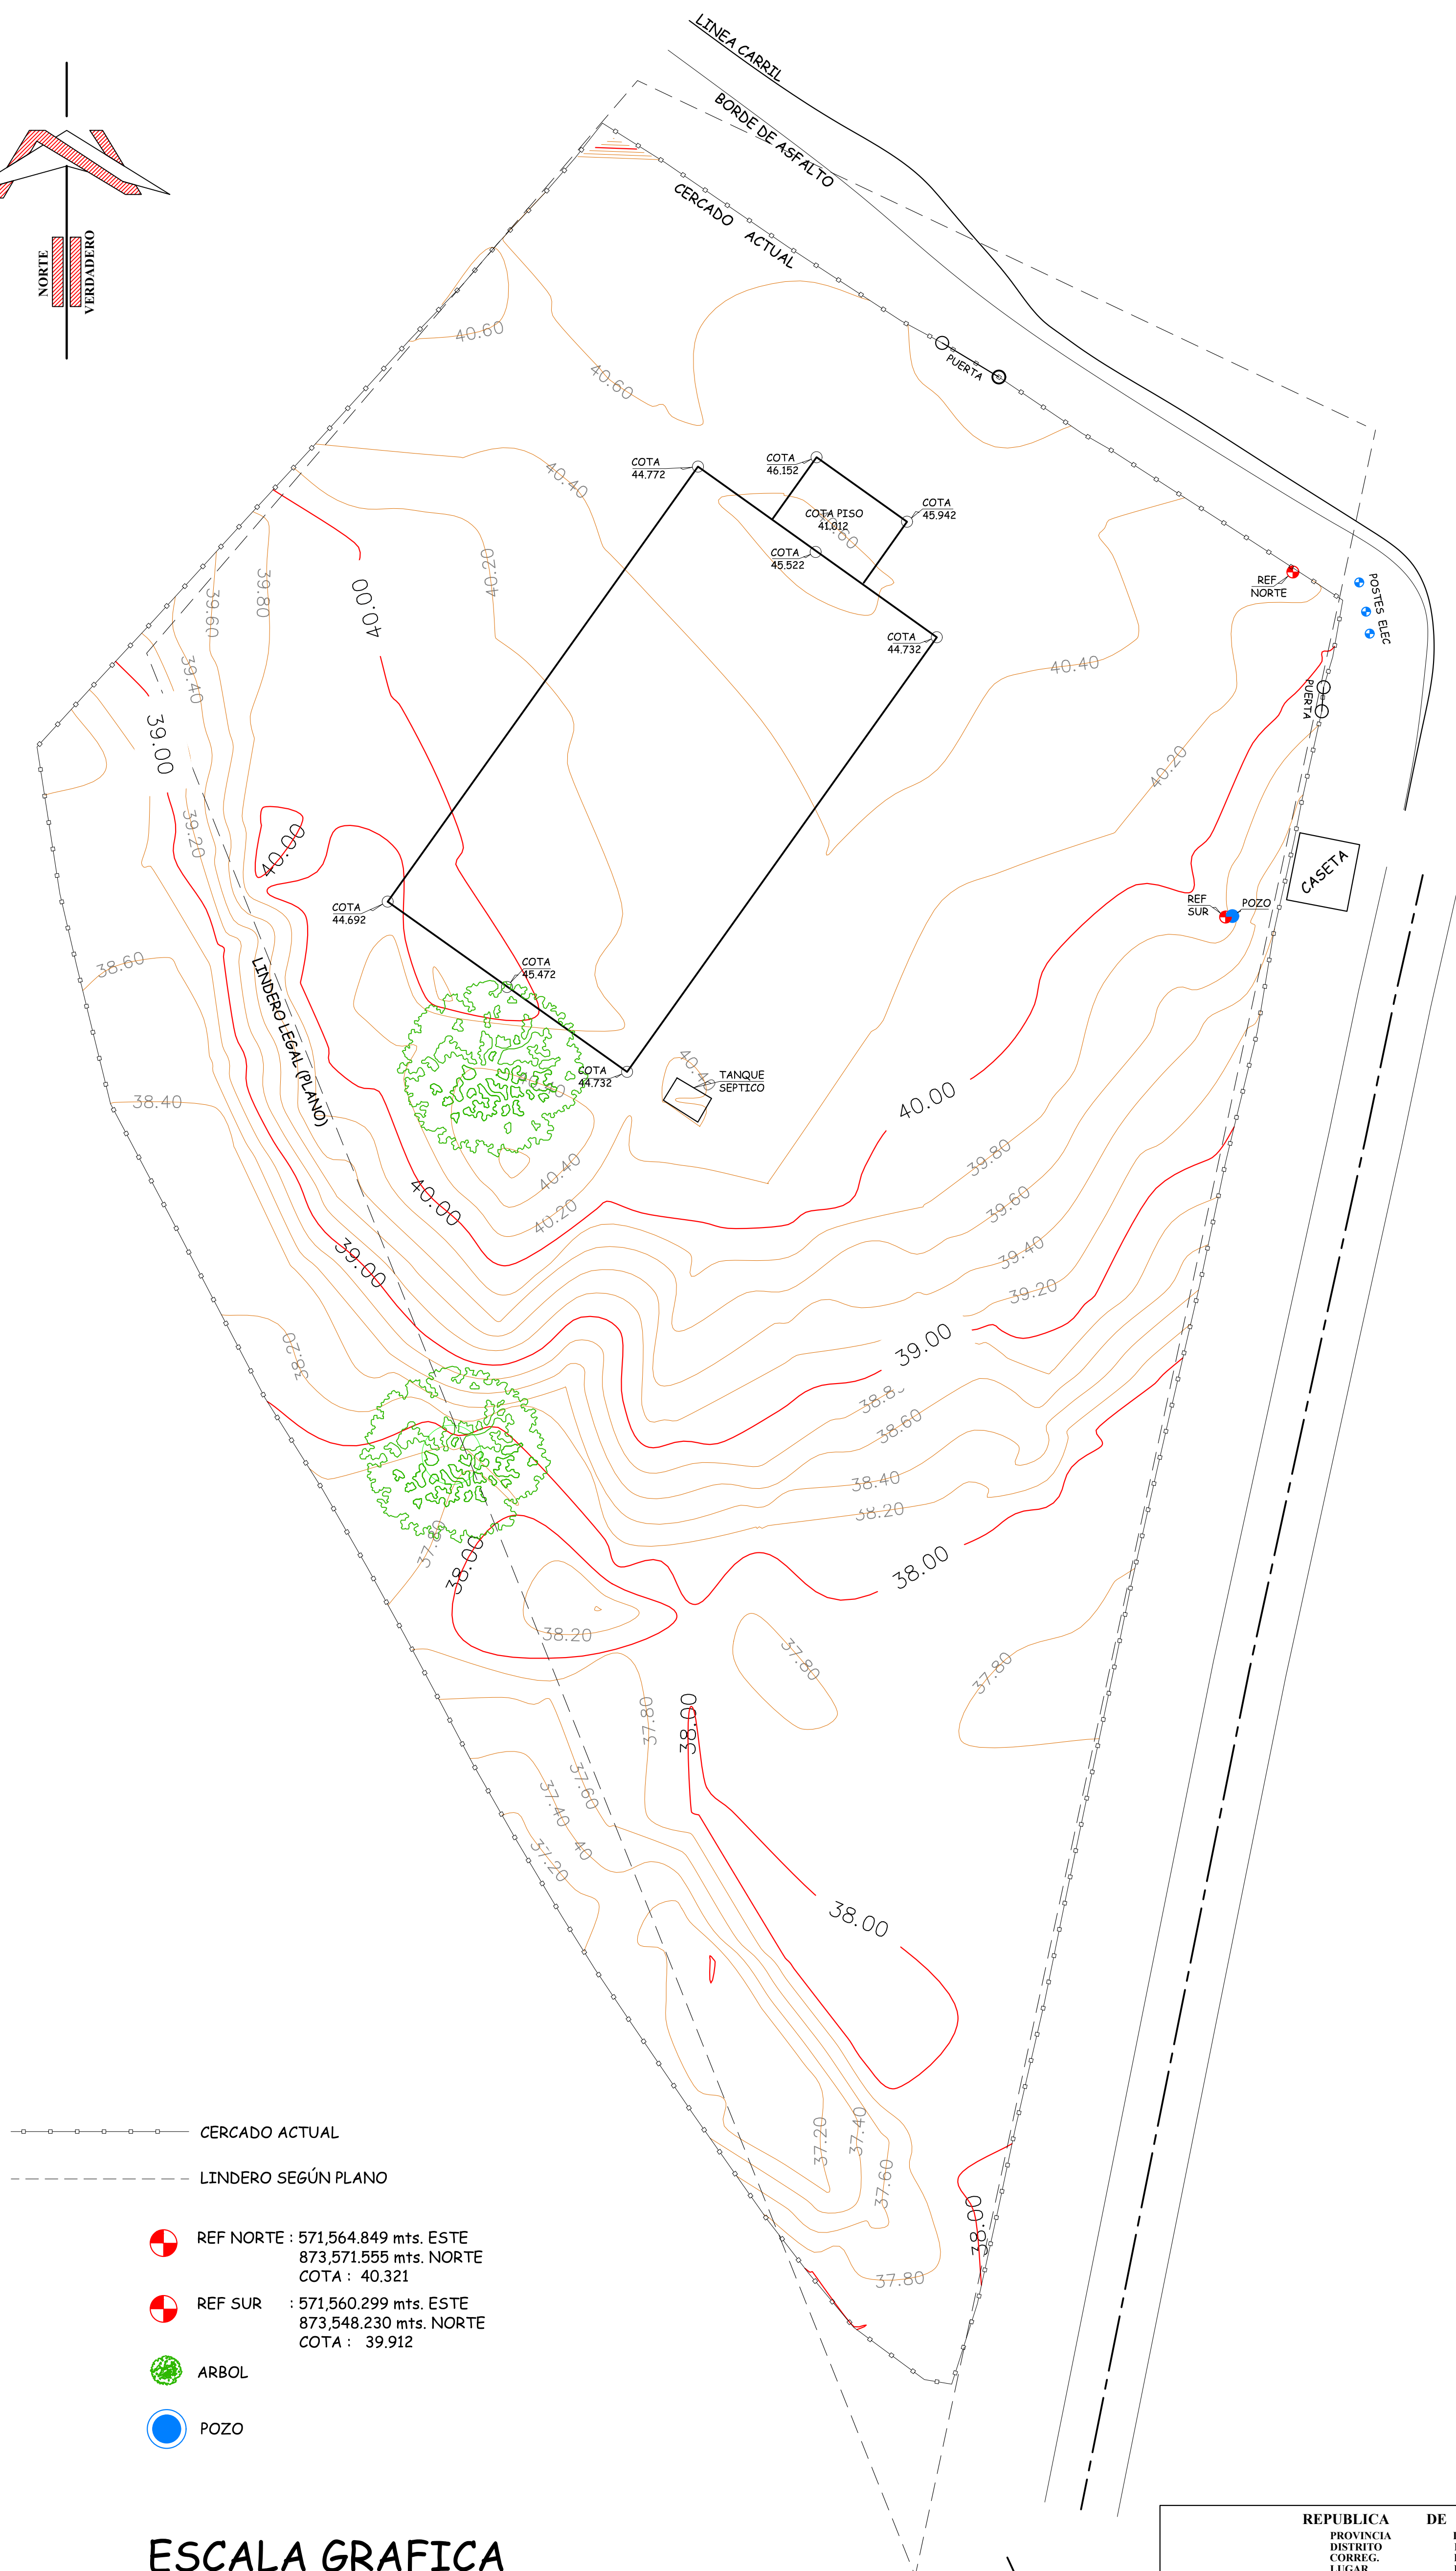 LINEA CARRIL
BORDE DE ASFALTO
CERCADO ACTUAL
NORTE
VERDADERO
PUERTA
40.60
40.60
40.40
COTA
44.772
COTA
46.152
COTA
45.942
COTA PISO
41.012
COTA
45.522
COTA
44.732
REF
NORTE
POSTES ELEC
PUERTA
40.20
40.00
39.80
39.60
39.40
39.00
39.20
40.40
40.20
40.00
CASETA
REF
SUR
POZO
COTA
44.692
COTA
45.472
COTA
44.732
38.60
38.40
LINDERO LEGAL (PLANO)
40.40
40.40
TANQUE
SEPTICO
40.00
39.80
40.40
40.20
40.00
39.60
39.00
39.40
39.20
38.20
39.00
38.60
38.40
38.20
37.80
38.00
38.00
38.20
37.80
37.80
37.80
38.00
37.60
37.40
40
37.20
38.00
37.20
37.40
37.60
38.00
37.80
CERCADO ACTUAL
LINDERO SEGÚN PLANO
REF NORTE : 571,564.849 mts. ESTE
873,571.555 mts. NORTE
COTA : 40.321
REF SUR : 571,560.299 mts. ESTE
873,548.230 mts. NORTE
COTA : 39.912
ARBOL
POZO
ESCALA GRAFICA
REPUBLICA DE
PROVINCIA
DISTRITO
CORREG.
LUGAR